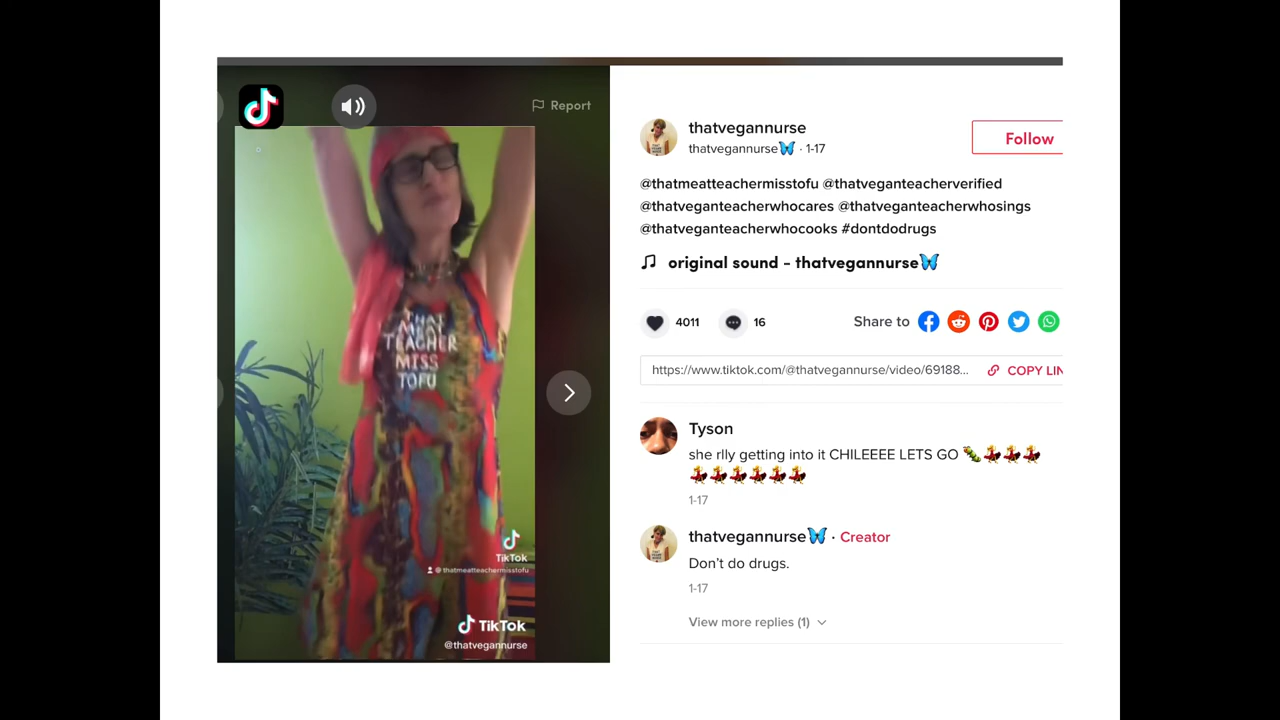 Report
THAT
MEAT
TEACHER
MISS
TOFU
TikTok
@thatmeatteachermisstofu
TikTok
@thatvegannurse
thatvegannurse
thatvegannurse🦋 · 1-17
Follow
@thatmeatteachermisstofu @thatveganteacherverified
@thatveganteacherwhocares @thatveganteacherwhosings
@thatveganteacherwhocooks #dontdodrugs
original sound - thatvegannurse🦋
4011
16
Share to
https://www.tiktok.com/@thatvegannurse/video/69188...
COPY LIN
Tyson
she rlly getting into it CHILEEEE LETS GO 🐛💃💃💃
💃💃💃💃💃💃
1-17
thatvegannurse🦋 · Creator
Don't do drugs.
1-17
View more replies (1)